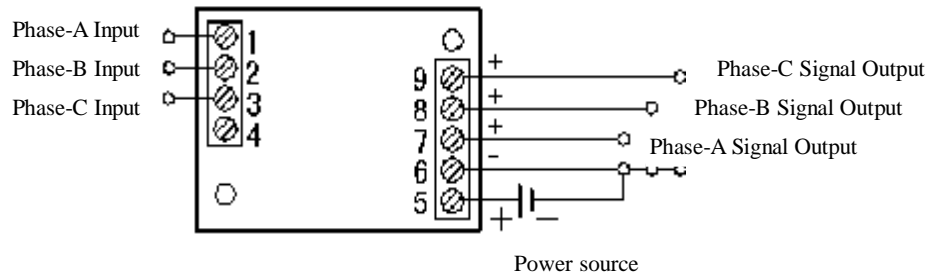 Phase-A Input
1
Phase-B Input
2
Phase-C Input
3
4
9
+
Phase-C Signal Output
8
+
Phase-B Signal Output
7
+
Phase-A Signal Output
6
-
5
+
-
Power source